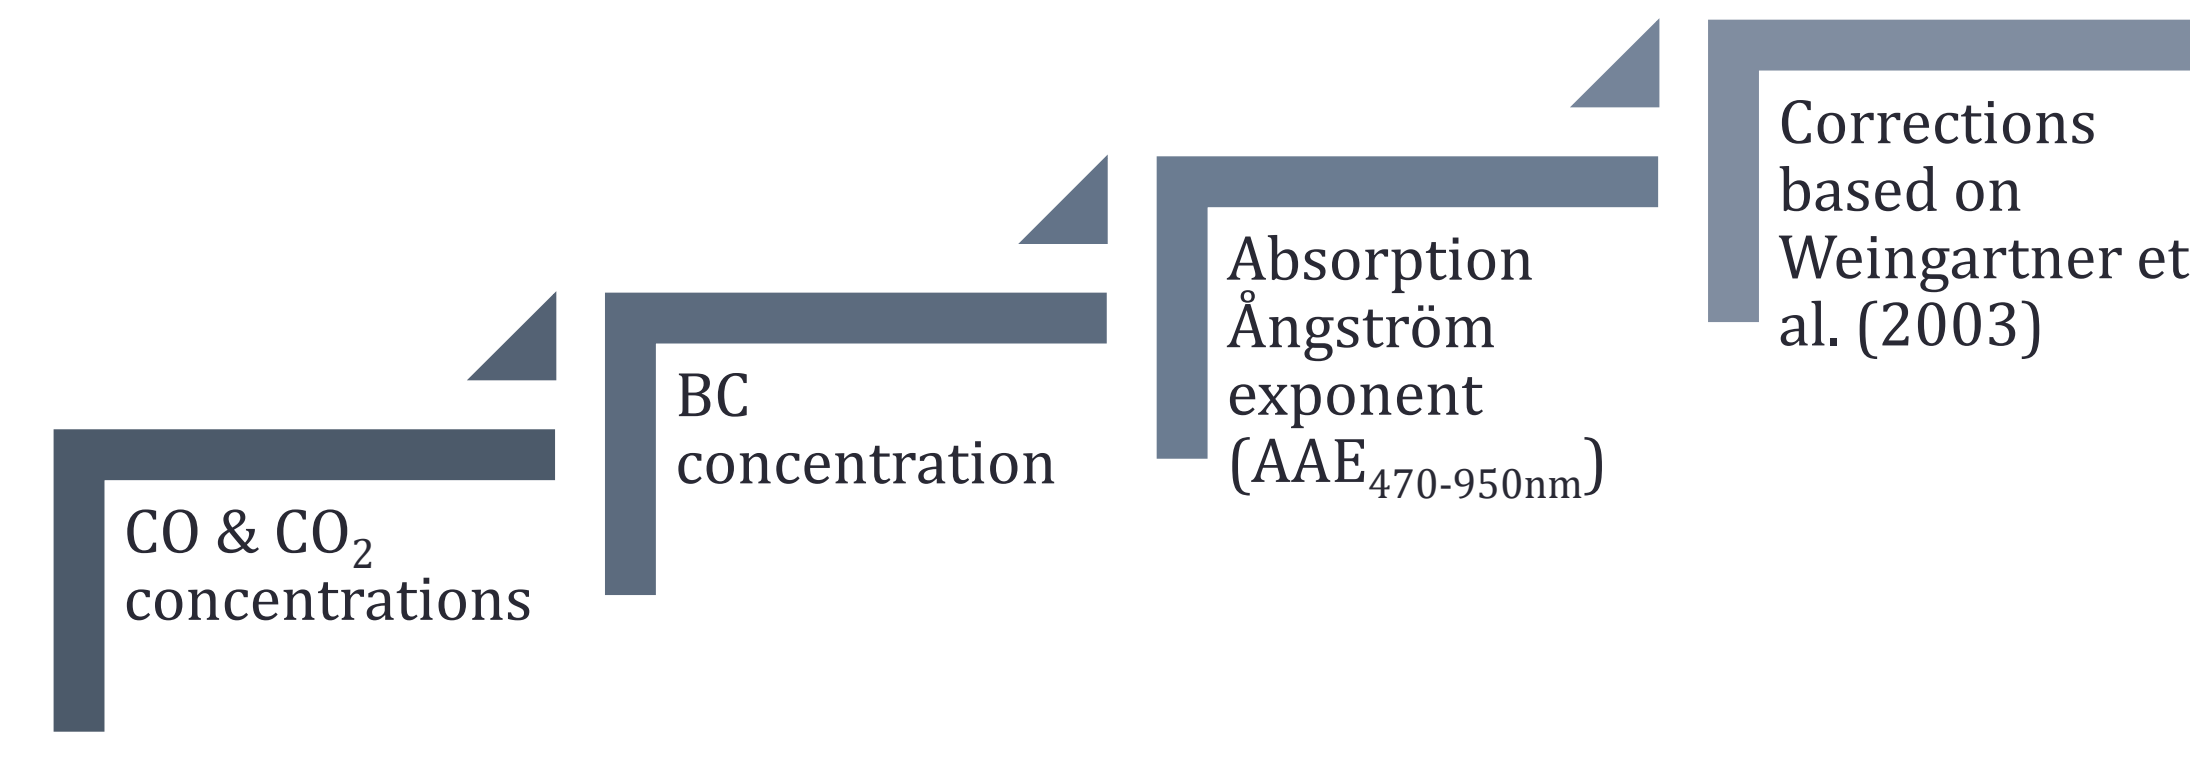 CO & CO₂
concentrations
BC
concentration
Absorption
Ångström
exponent
(AAE₄₇₀₋₉₅₀ₙₘ)
Corrections
based on
Weingartner et
al. (2003)